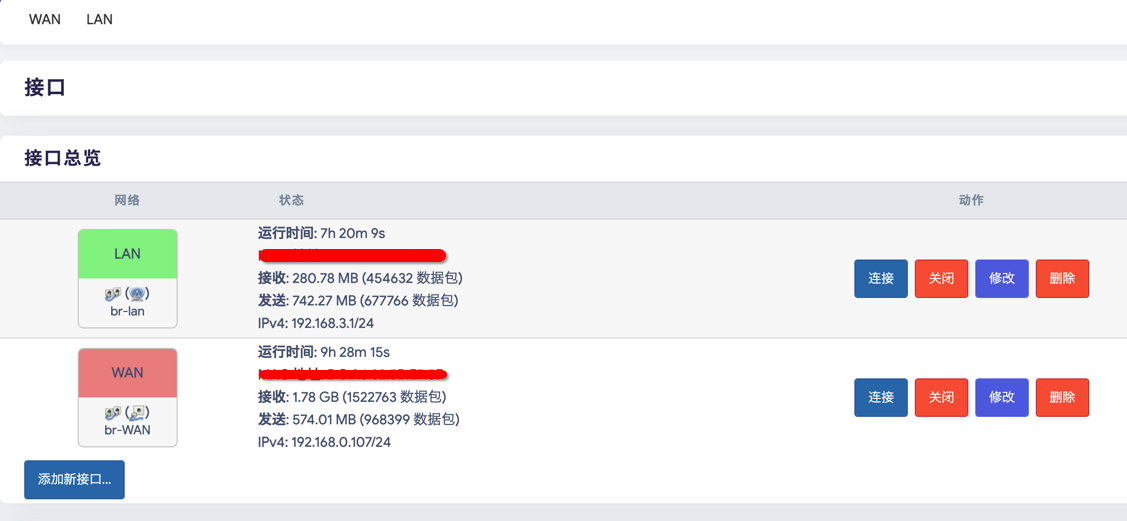 WAN LAN
接口
接口总览
网络 状态 动作
LAN
br-lan
运行时间: 7h 20m 9s
接收: 280.78 MB (454632 数据包)
发送: 742.27 MB (677766 数据包)
IPv4: 192.168.3.1/24
连接 关闭 修改 删除
WAN
br-WAN
运行时间: 9h 28m 15s
接收: 1.78 GB (1522763 数据包)
发送: 574.01 MB (968399 数据包)
IPv4: 192.168.0.107/24
连接 关闭 修改 删除
添加新接口...